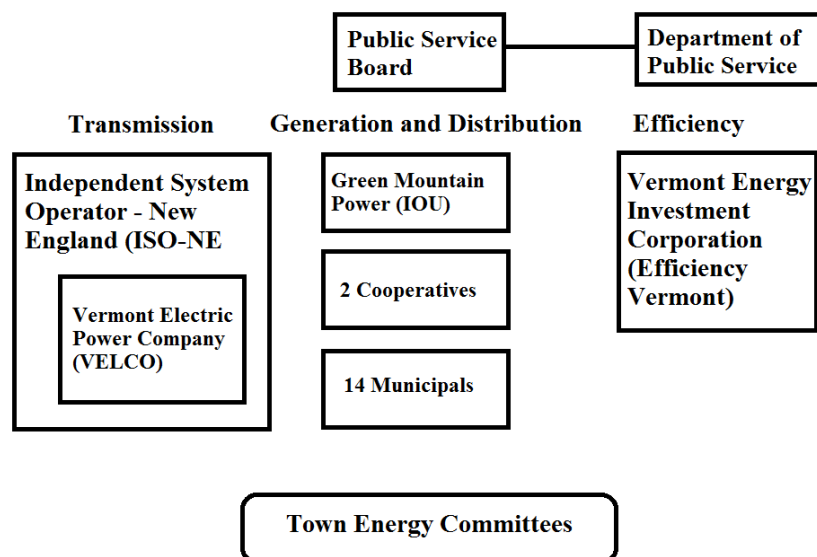 Public Service
Board
Department of
Public Service
Transmission
Generation and Distribution
Efficiency
Independent System
Operator - New
England (ISO-NE
Vermont Electric
Power Company
(VELCO)
Green Mountain
Power (IOU)
2 Cooperatives
14 Municipals
Vermont Energy
Investment
Corporation
(Efficiency
Vermont)
Town Energy Committees